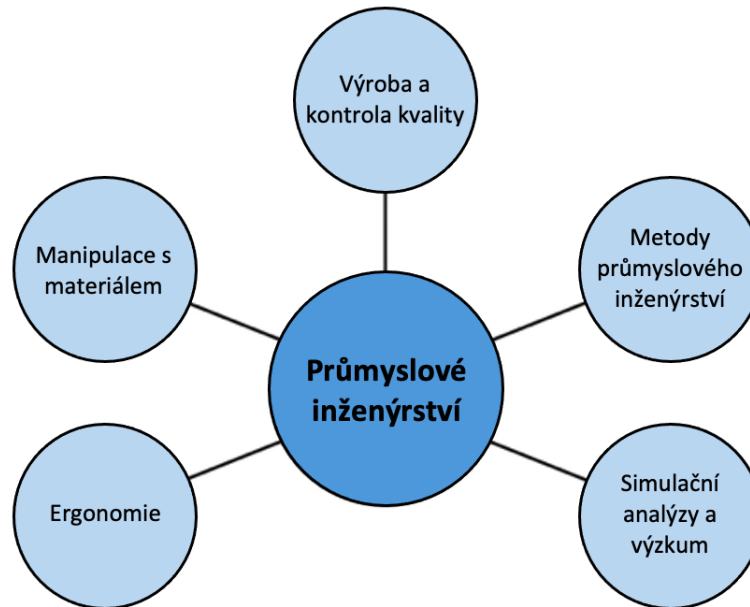 Výroba a
kontrola kvality
Manipulace s
materiálem
Metody
průmyslového
inženýrství
Průmyslové
inženýrství
Ergonomie
Simulační
analýzy a
výzkum